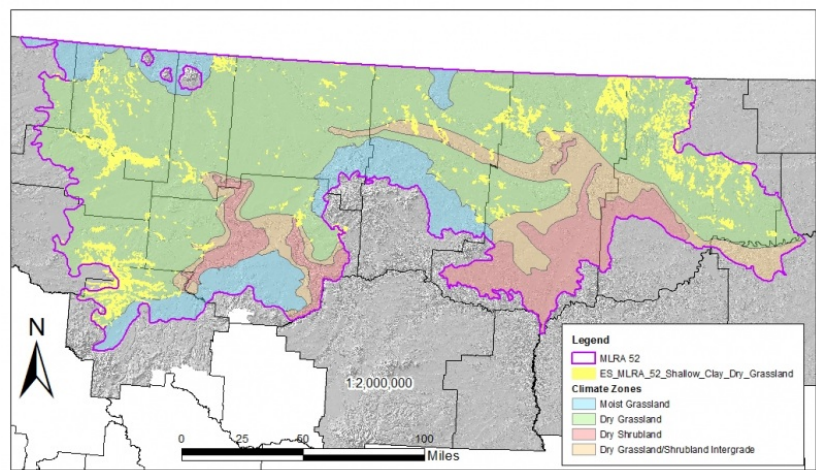 N
1:2,000,000
0 25 50 100
Miles
Legend
MLRA 52
ES_MLRA_52_Shallow_Clay_Dry_Grassland
Climate Zones
Moist Grassland
Dry Grassland
Dry Shrubland
Dry Grassland/Shrubland Intergrade